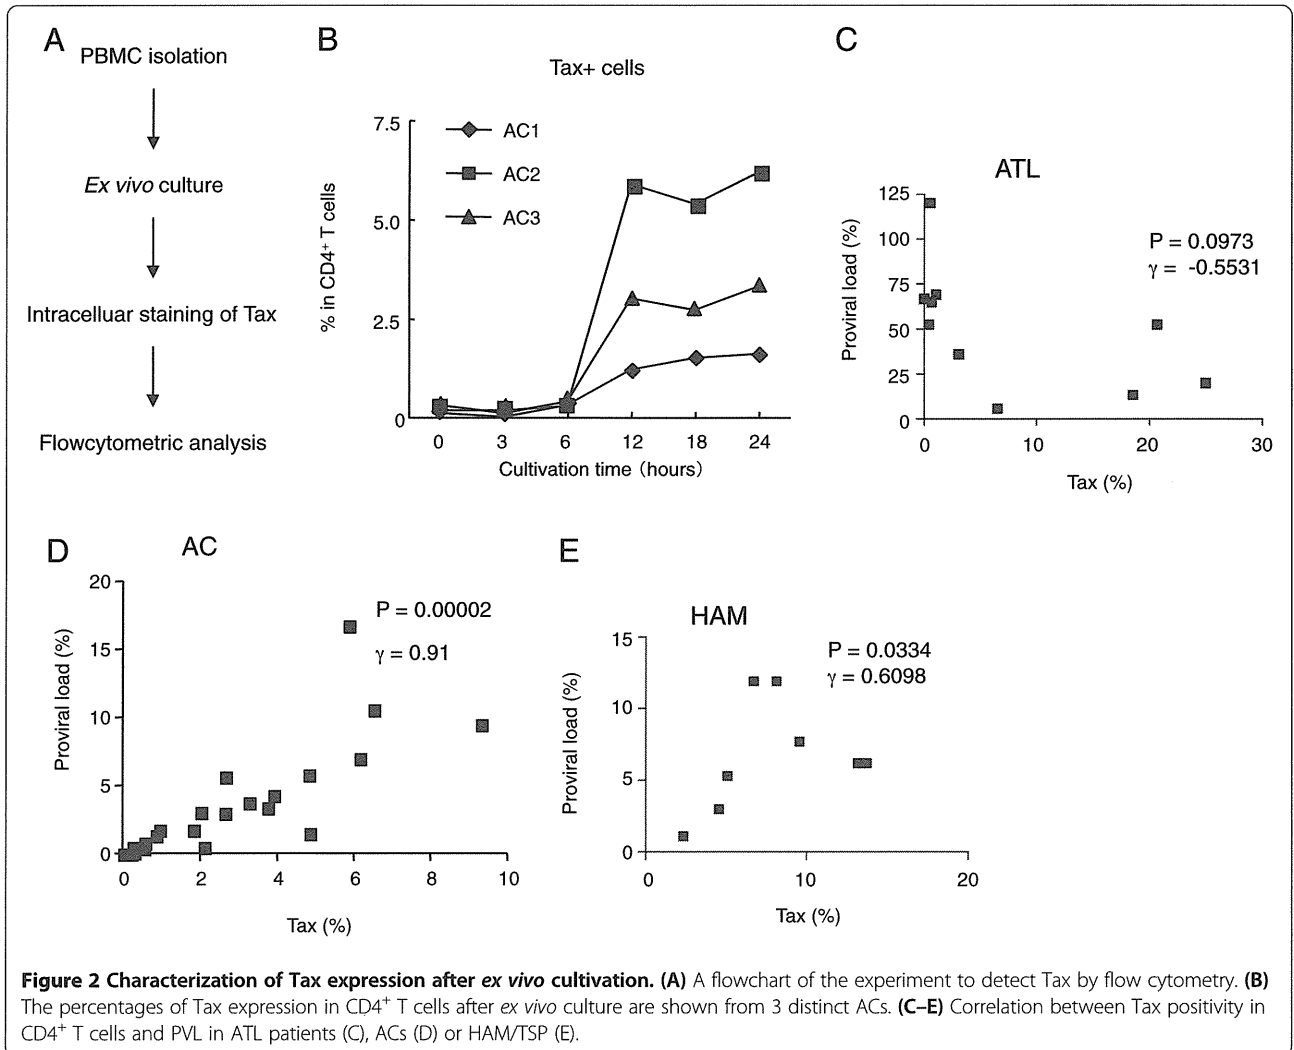 A
PBMC isolation
Ex vivo culture
Intracelluar staining of Tax
Flowcytometric analysis
B
Tax+ cells
7.5
5.0
2.5
0
% in CD4+ T cells
AC1
AC2
AC3
0 3 6 12 18 24
Cultivation time (hours)
C
ATL
125
100
75
50
25
0
Proviral load (%)
P = 0.0973
γ = -0.5531
0 10 20 30
Tax (%)
D
AC
20
15
10
5
0
Proviral load (%)
P = 0.00002
γ = 0.91
0 2 4 6 8 10
Tax (%)
E
HAM
15
10
5
0
Proviral load (%)
P = 0.0334
γ = 0.6098
0 10 20
Tax (%)
Figure 2 Characterization of Tax expression after ex vivo cultivation. (A) A flowchart of the experiment to detect Tax by flow cytometry. (B)
The percentages of Tax expression in CD4+ T cells after ex vivo culture are shown from 3 distinct ACs. (C–E) Correlation between Tax positivity in
CD4+ T cells and PVL in ATL patients (C), ACs (D) or HAM/TSP (E).